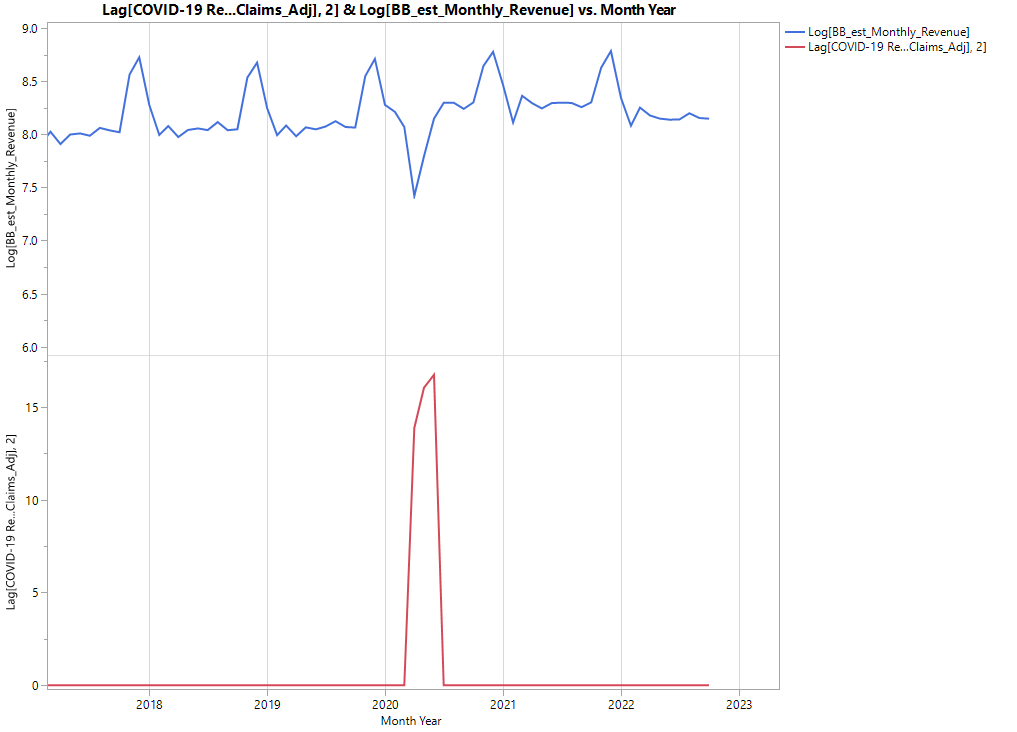 Lag[COVID-19 Re...Claims_Adj], 2] & Log[BB_est_Monthly_Revenue] vs. Month Year
Log[BB_est_Monthly_Revenue]
Lag[COVID-19 Re...Claims_Adj], 2]
Log[BB_est_Monthly_Revenue]
9.0
8.5
8.0
7.5
7.0
6.5
6.0
Lag[COVID-19 Re...Claims_Adj], 2]
15
10
5
0
2018 2019 2020 2021 2022 2023
Month Year